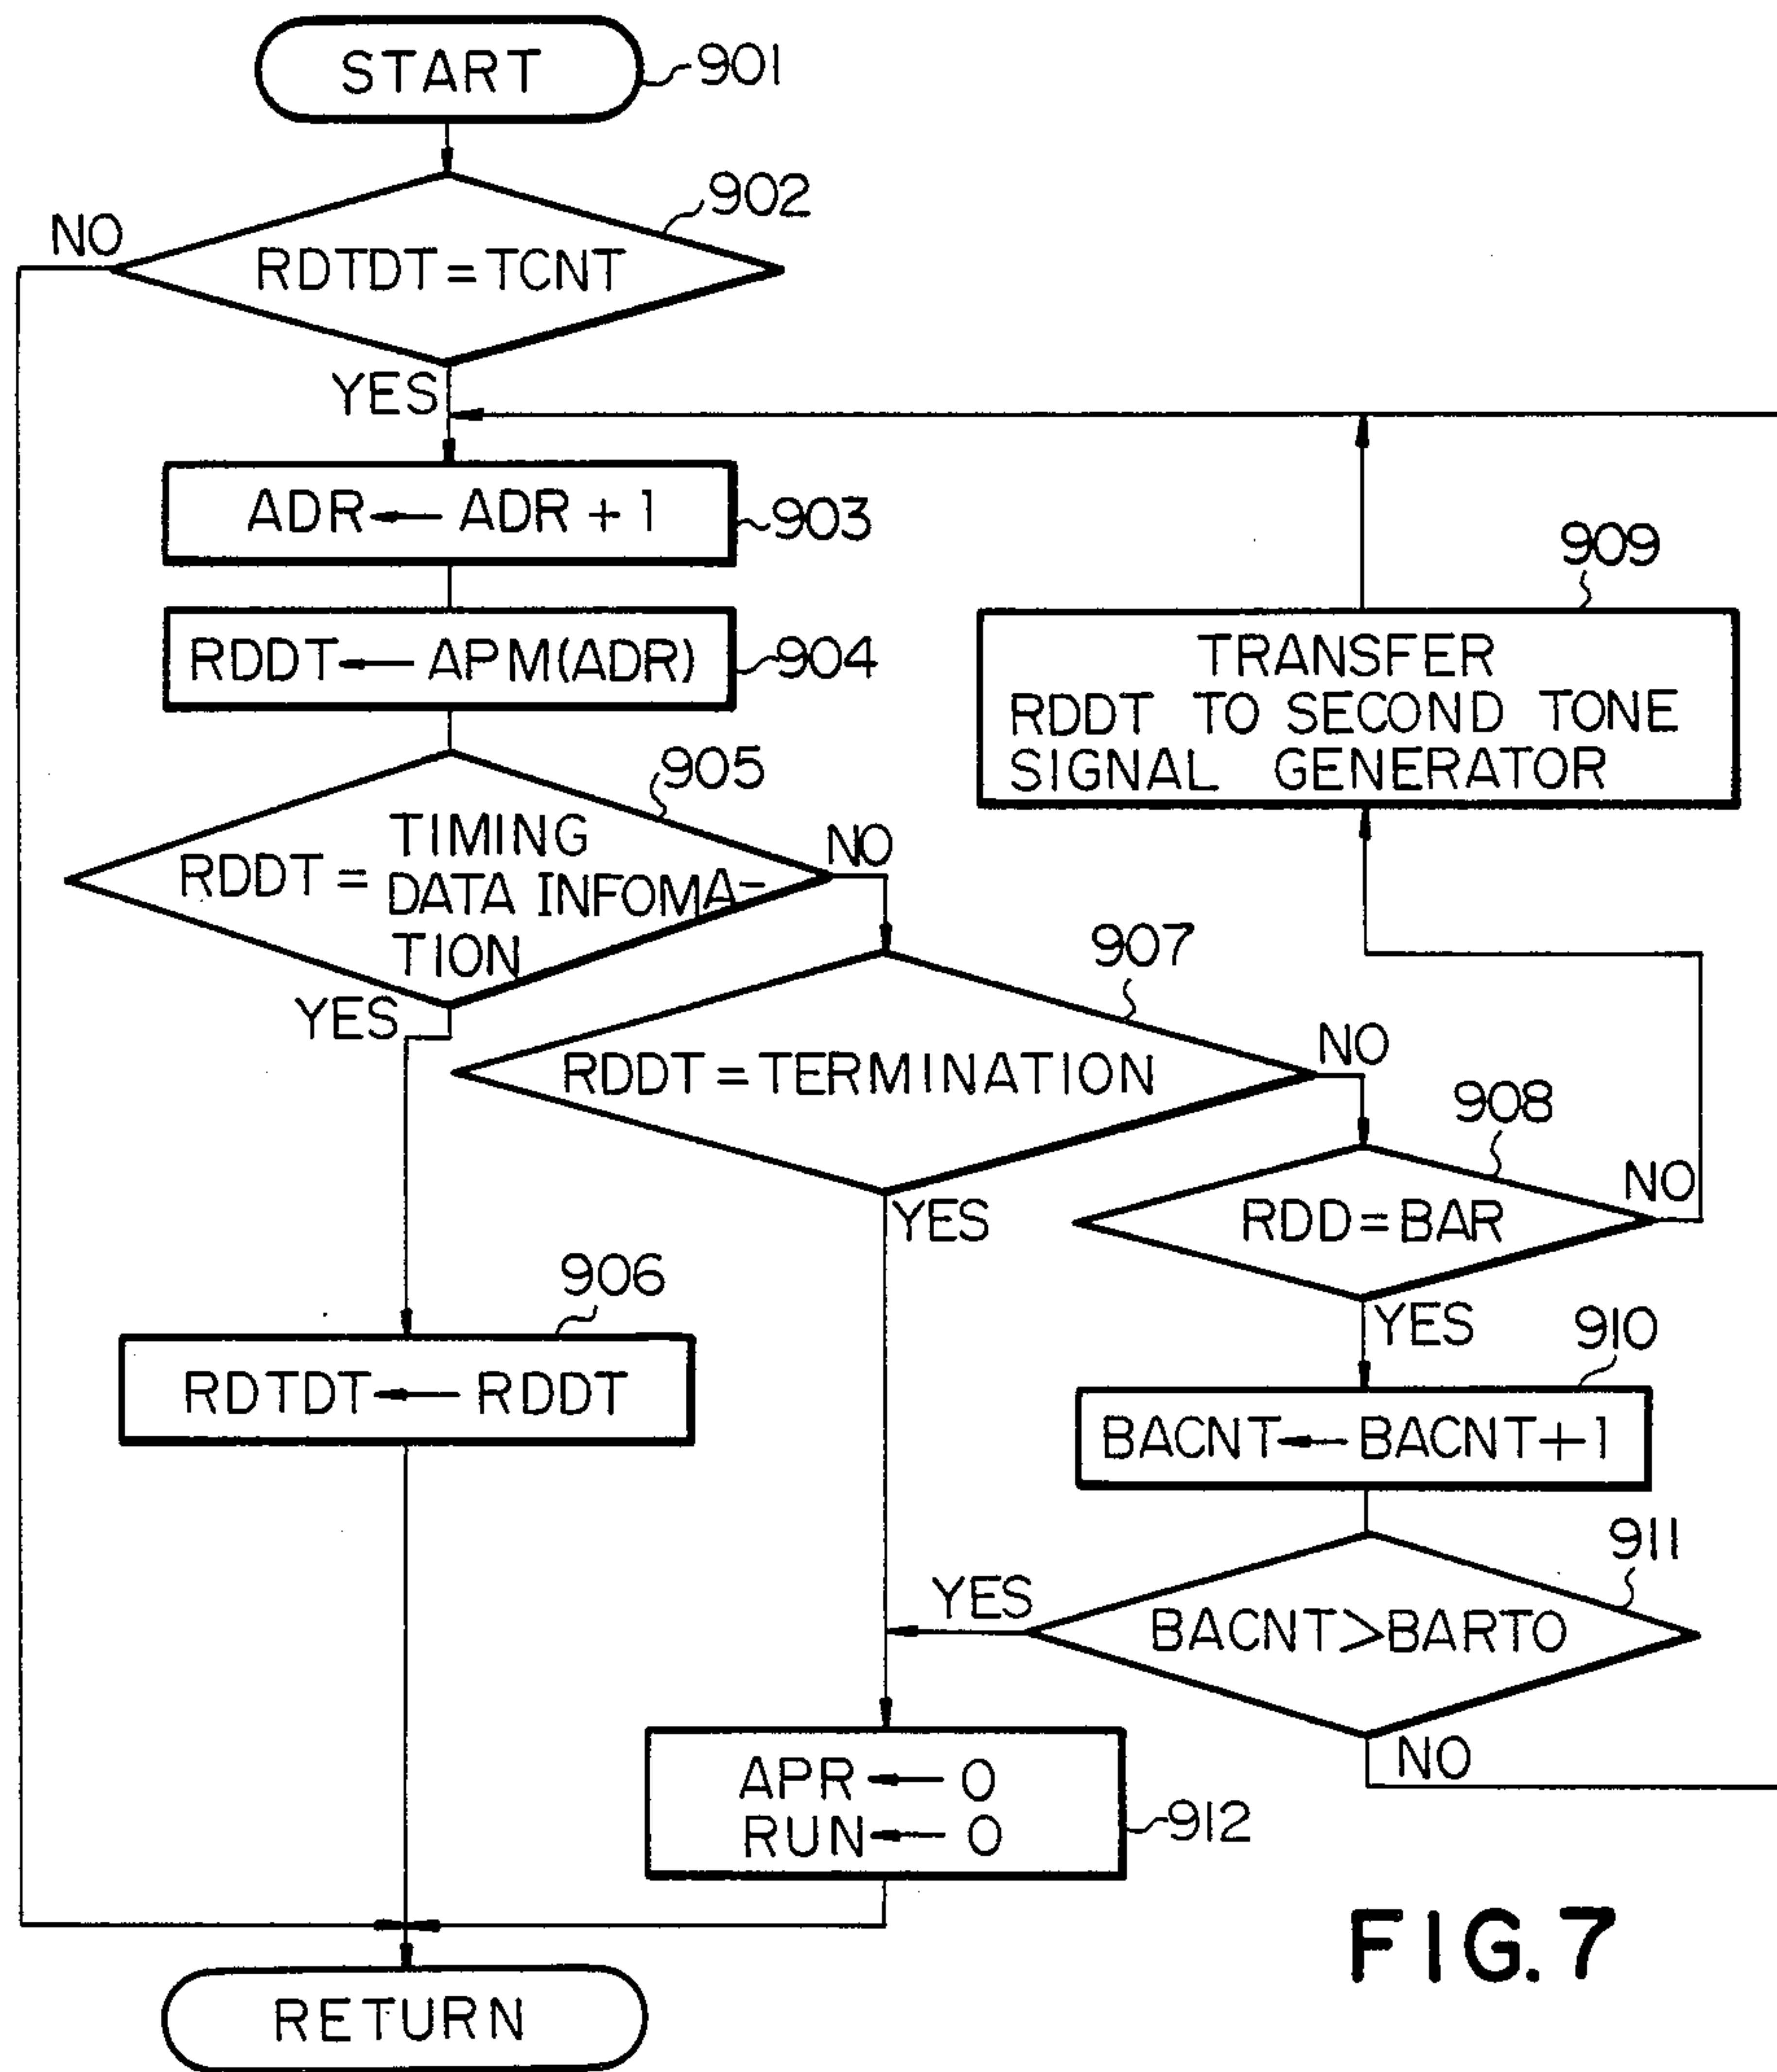 START
901
902
NO
RDTDT = TCNT
YES
ADR ← ADR + 1
903
RDDT ← APM(ADR)
904
909
TRANSFER
RDDT TO SECOND TONE
SIGNAL GENERATOR
905
RDDT = TIMING
DATA INFOMA-
TION
NO
YES
907
RDDT = TERMINATION
NO
YES
908
RDD = BAR
NO
YES
906
RDTDT ← RDDT
910
BACNT ← BACNT + 1
911
YES
BACNT > BARTO
NO
APR ← 0
RUN ← 0
912
RETURN
FIG. 7